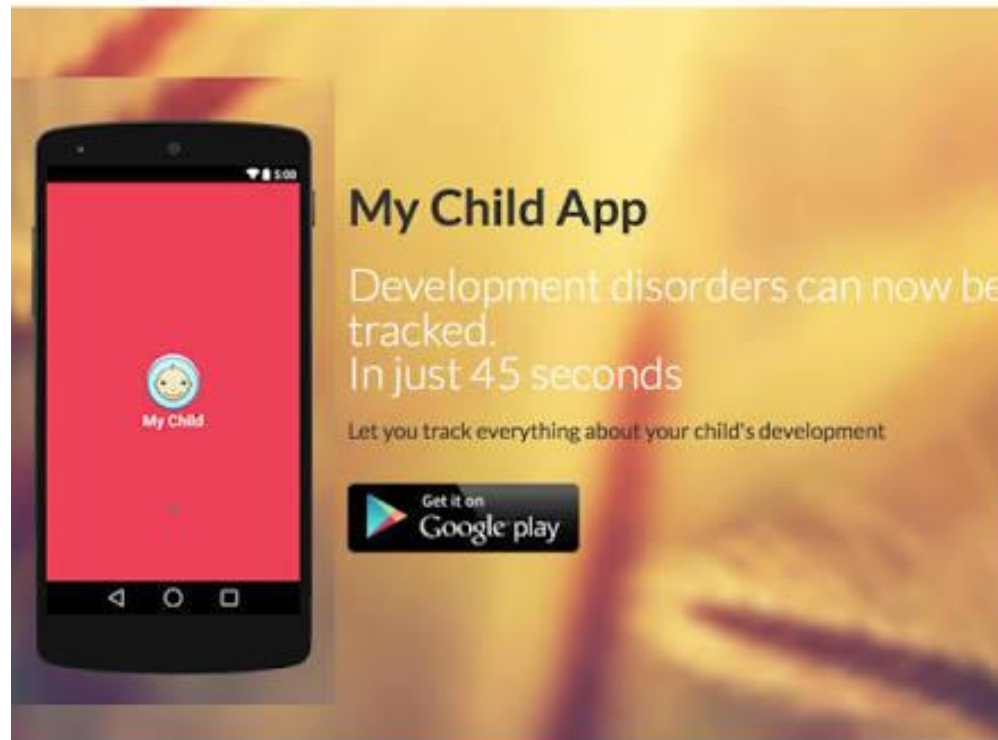 5:00
My Child
My Child App
Development disorders can now be
tracked.
In just 45 seconds
Let you track everything about your child's development
Get it on
Google play